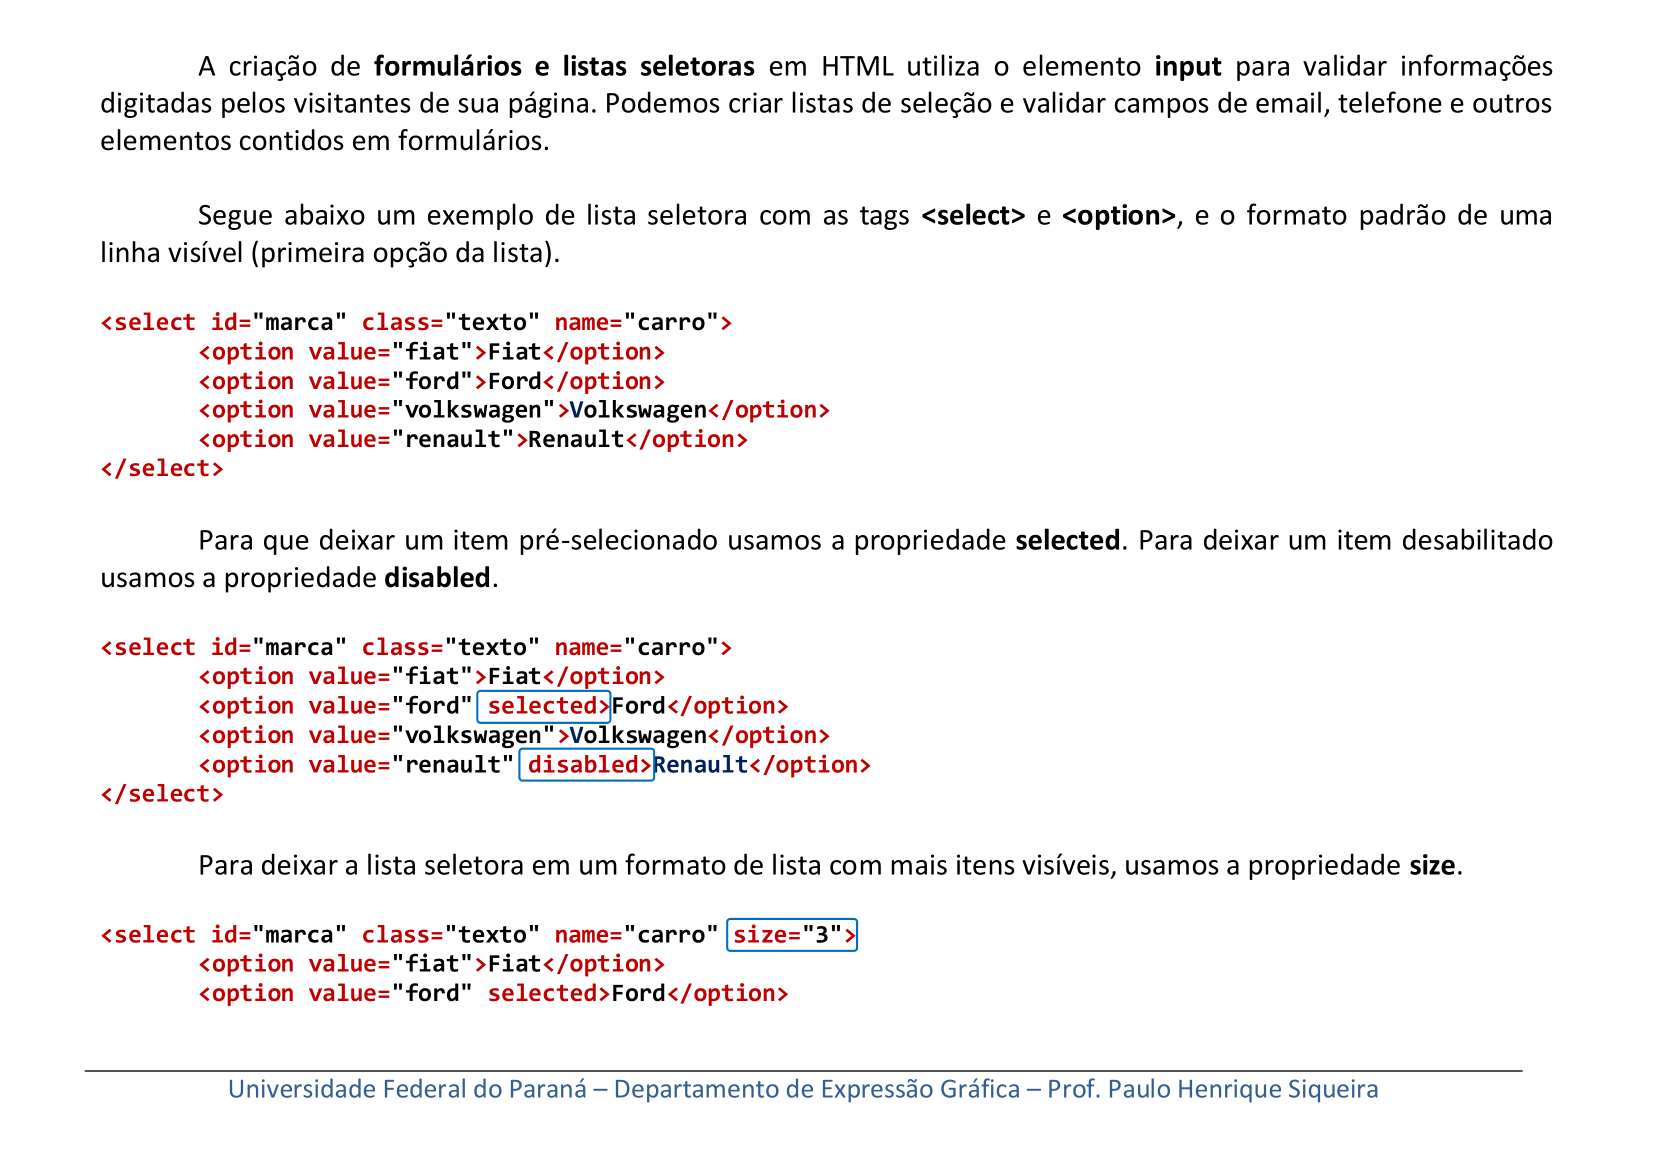 A criação de formulários e listas seletoras em HTML utiliza o elemento input para validar informações
digitadas pelos visitantes de sua página. Podemos criar listas de seleção e validar campos de email, telefone e outros
elementos contidos em formulários.
Segue abaixo um exemplo de lista seletora com as tags <select> e <option>, e o formato padrão de uma
linha visível (primeira opção da lista).
<select id="marca" class="texto" name="carro">
<option value="fiat">Fiat</option>
<option value="ford">Ford</option>
<option value="volkswagen">Volkswagen</option>
<option value="renault">Renault</option>
</select>
Para que deixar um item pré-selecionado usamos a propriedade selected. Para deixar um item desabilitado
usamos a propriedade disabled.
<select id="marca" class="texto" name="carro">
<option value="fiat">Fiat</option>
<option value="ford" selected>Ford</option>
<option value="volkswagen">Volkswagen</option>
<option value="renault" disabled>Renault</option>
</select>
Para deixar a lista seletora em um formato de lista com mais itens visíveis, usamos a propriedade size.
<select id="marca" class="texto" name="carro" size="3">
<option value="fiat">Fiat</option>
<option value="ford" selected>Ford</option>
Universidade Federal do Paraná – Departamento de Expressão Gráfica – Prof. Paulo Henrique Siqueira